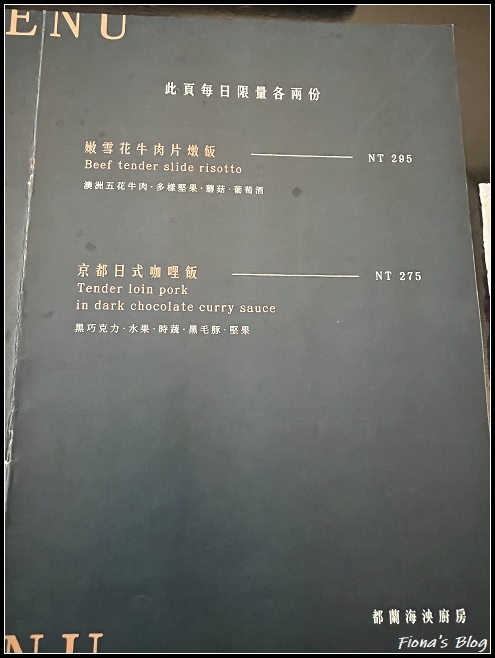 ENU
此頁每日限量各兩份
嫩雪花牛肉片燉飯 NT 295
Beef tender slide risotto
澳洲五花牛肉·多樣堅果·蘑菇·葡萄酒
京都日式咖哩飯 NT 275
Tender loin pork
in dark chocolate curry sauce
黑巧克力·水果·時蔬·黑毛豚·堅果
都蘭海泱廚房
NU
Fiona's Blog